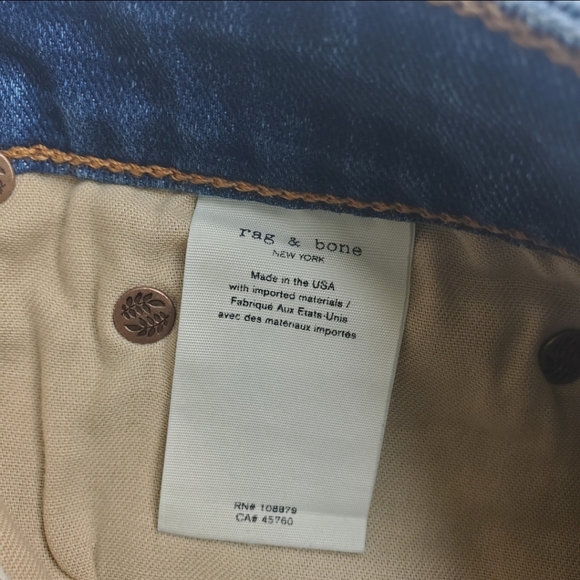 rag & bone
NEW YORK
Made in the USA
with imported materials /
Fabriqué Aux Etats-Unis
avec des matériaux importés
RN# 108879
CA# 45760